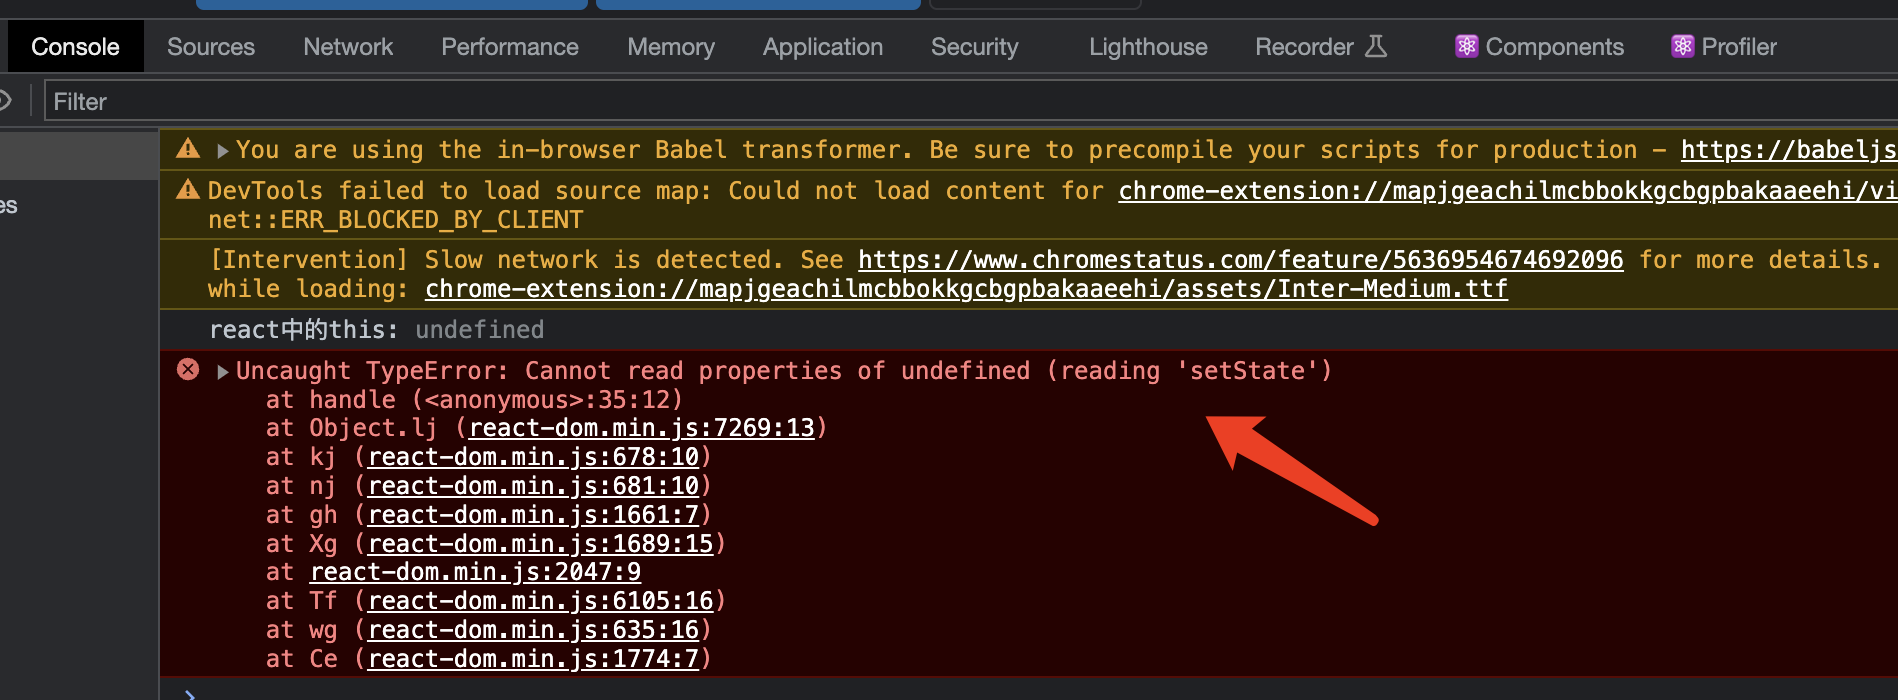 Console Sources Network Performance Memory Application Security Lighthouse Recorder Components Profiler
Filter
You are using the in-browser Babel transformer. Be sure to precompile your scripts for production - https://babeljs
DevTools failed to load source map: Could not load content for chrome-extension://mapjgeachilmcbbokkgcbgpbakaaeehi/vi
es
net::ERR_BLOCKED_BY_CLIENT
[Intervention] Slow network is detected. See https://www.chromestatus.com/feature/5636954674692096 for more details.
while loading: chrome-extension://mapjgeachilmcbbokkgcbgpbakaaeehi/assets/Inter-Medium.ttf
react中的this: undefined
Uncaught TypeError: Cannot read properties of undefined (reading 'setState')
at handle (<anonymous>:35:12)
at Object.lj (react-dom.min.js:7269:13)
at kj (react-dom.min.js:678:10)
at nj (react-dom.min.js:681:10)
at gh (react-dom.min.js:1661:7)
at Xg (react-dom.min.js:1689:15)
at react-dom.min.js:2047:9
at Tf (react-dom.min.js:6105:16)
at wg (react-dom.min.js:635:16)
at Ce (react-dom.min.js:1774:7)